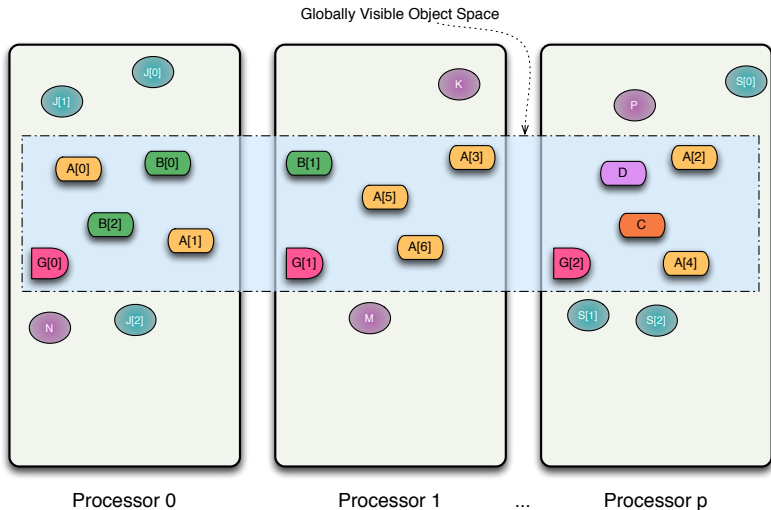 Globally Visible Object Space
J[0]
J[1]
K
S[0]
P
A[0]
B[0]
B[1]
A[3]
A[2]
D
A[5]
B[2]
A[1]
A[6]
C
G[0]
G[1]
G[2]
A[4]
N
J[2]
M
S[1]
S[2]
Processor 0
Processor 1
...
Processor p